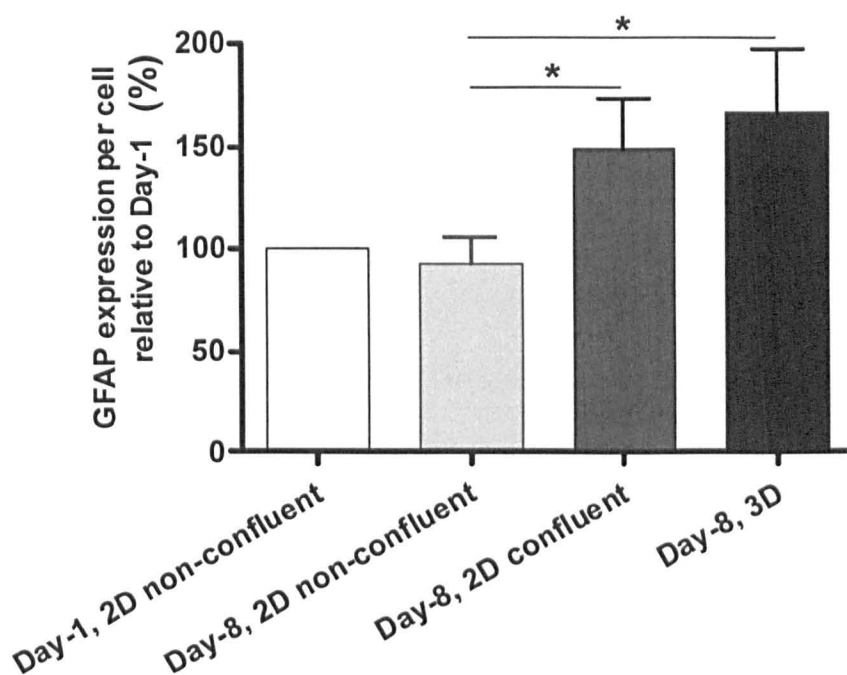 GFAP expression per cell
relative to Day-1 (%)
200
150
100
50
0
*
*
Day-1, 2D non-confluent
Day-8, 2D non-confluent
Day-8, 2D confluent
Day-8, 3D